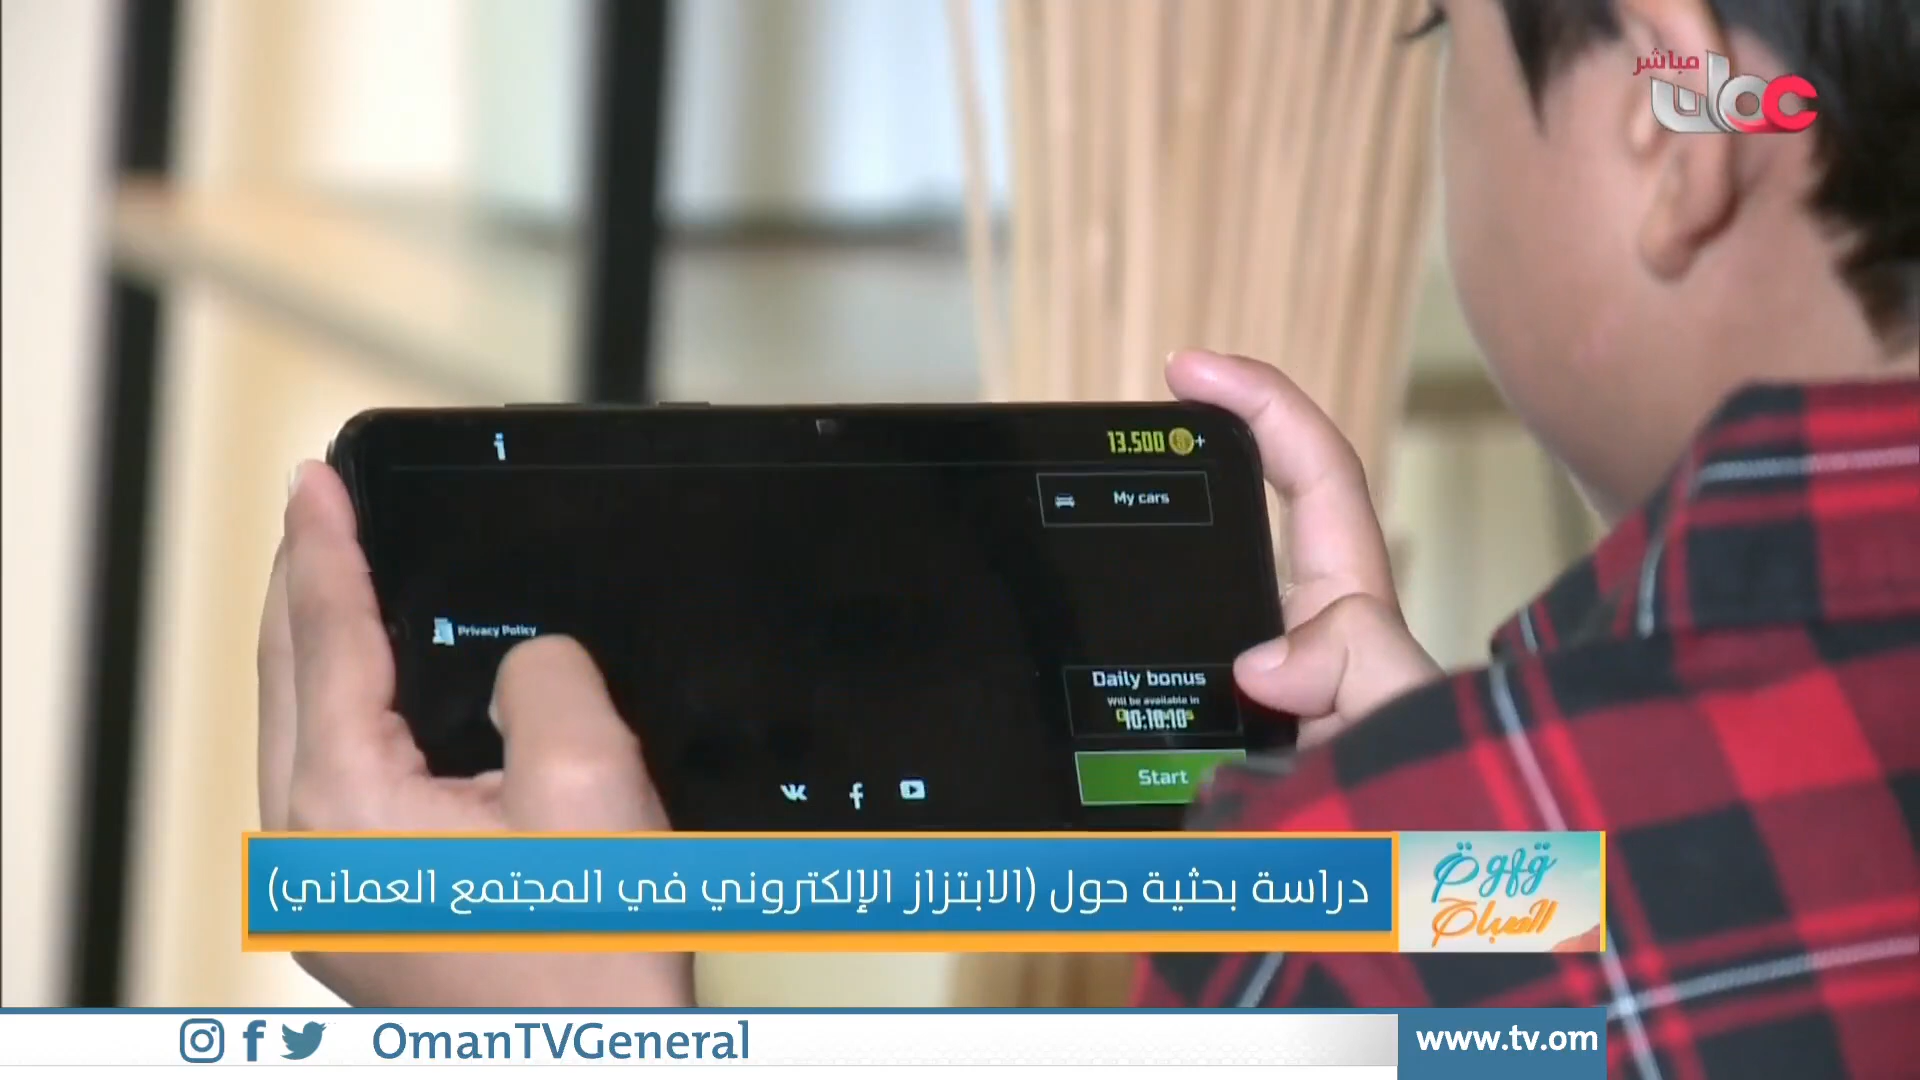 مباشر
عمان
i
13.500 +
My cars
Privacy Policy
Daily bonus
Will be available in
Start
دراسة بحثية حول (الابتزاز الإلكتروني في المجتمع العماني)
قهوة
الصباح
OmanTVGeneral
www.tv.om